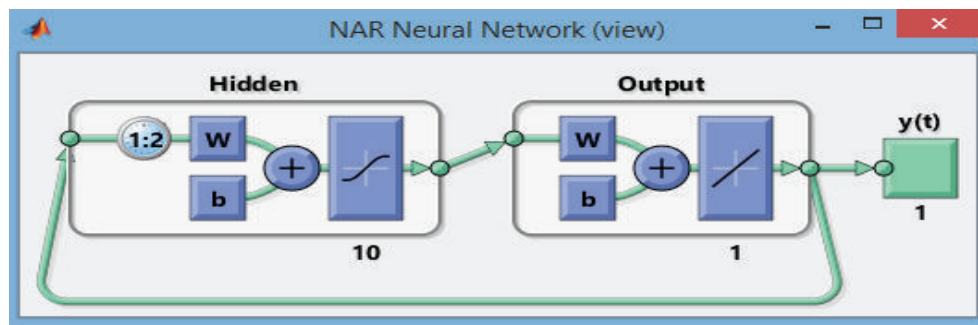 NAR Neural Network (view)
Hidden
Output
y(t)
1:2
W
b
+
10
W
b
+
1
1